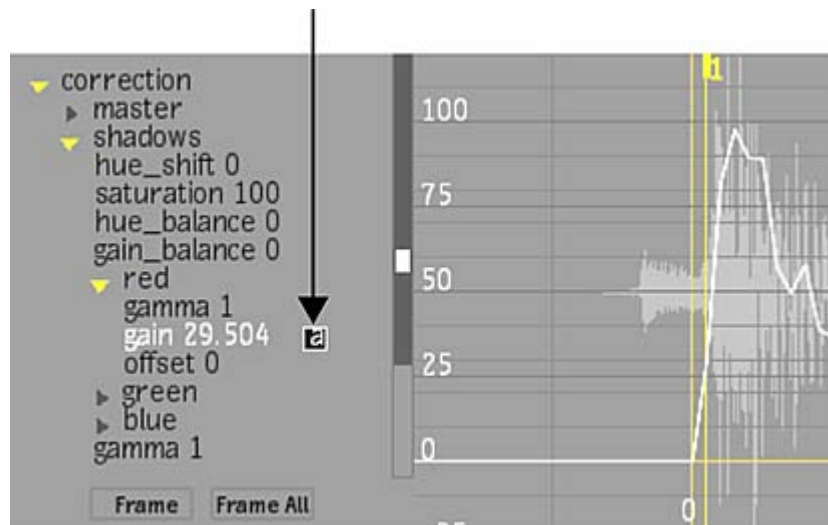 correction
master
shadows
hue_shift 0
saturation 100
hue_balance 0
gain_balance 0
red
gamma 1
gain 29.504 a
offset 0
green
blue
gamma 1
Frame Frame All
1
100
75
50
25
0
0